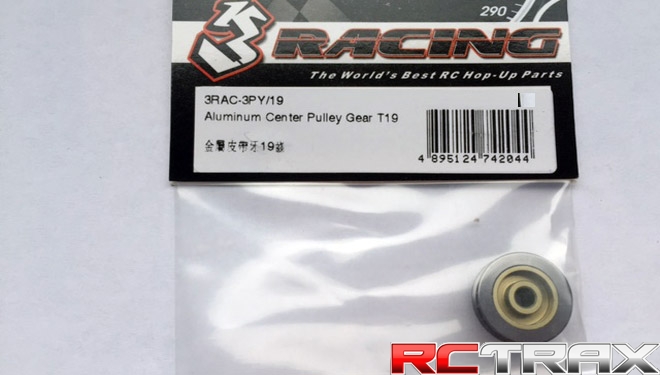 290
RACING
The World's Best RC Hop-Up Parts
3RAC-3PY/19
Aluminum Center Pulley Gear T19
金屬皮帶牙19齒
4 895124 742044
RCTRAX